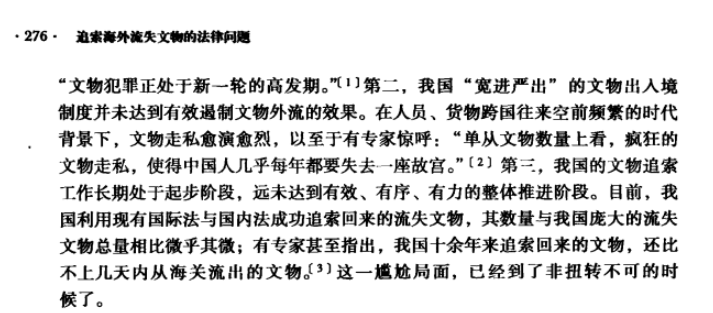 ·276· 追索海外流失文物的法律问题
“文物犯罪正处于新一轮的高发期。”〔1〕第二，我国“宽进严出”的文物出入境
制度并未达到有效遏制文物外流的效果。在人员、货物跨国往来空前频繁的时代
背景下，文物走私愈演愈烈，以至于有专家惊呼：“单从文物数量上看，疯狂的
文物走私，使得中国人几乎每年都要失去一座故宫。”〔2〕第三，我国的文物追索
工作长期处于起步阶段，远未达到有效、有序、有力的整体推进阶段。目前，我
国利用现有国际法与国内法成功追索回来的流失文物，其数量与我国庞大的流失
文物总量相比微乎其微；有专家甚至指出，我国十余年来追索回来的文物，还比
不上几天内从海关流出的文物。〔3〕这一尴尬局面，已经到了非扭转不可的时
候了。